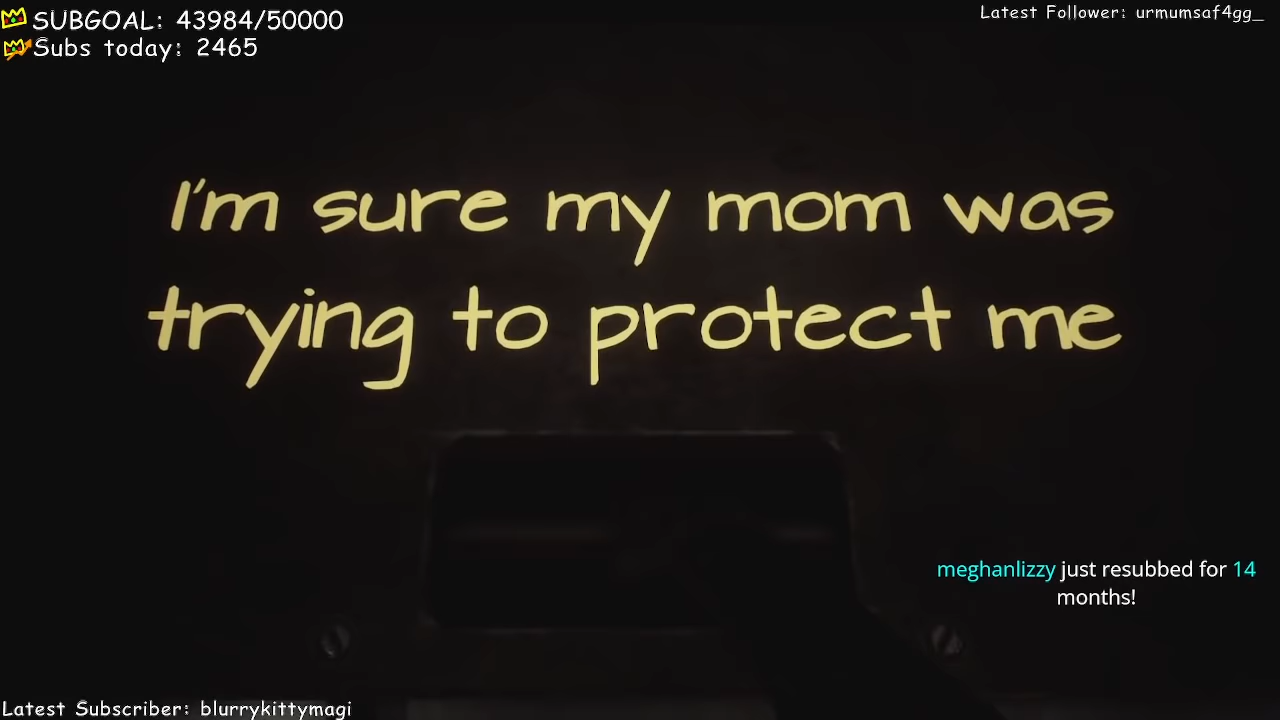 SUBGOAL: 43984/50000
Subs today: 2465
Latest Follower: urmumsaf4gg_
I'm sure my mom was
trying to protect me
meghanlizzy just resubbed for 14
months!
Latest Subscriber: blurrykittymagi